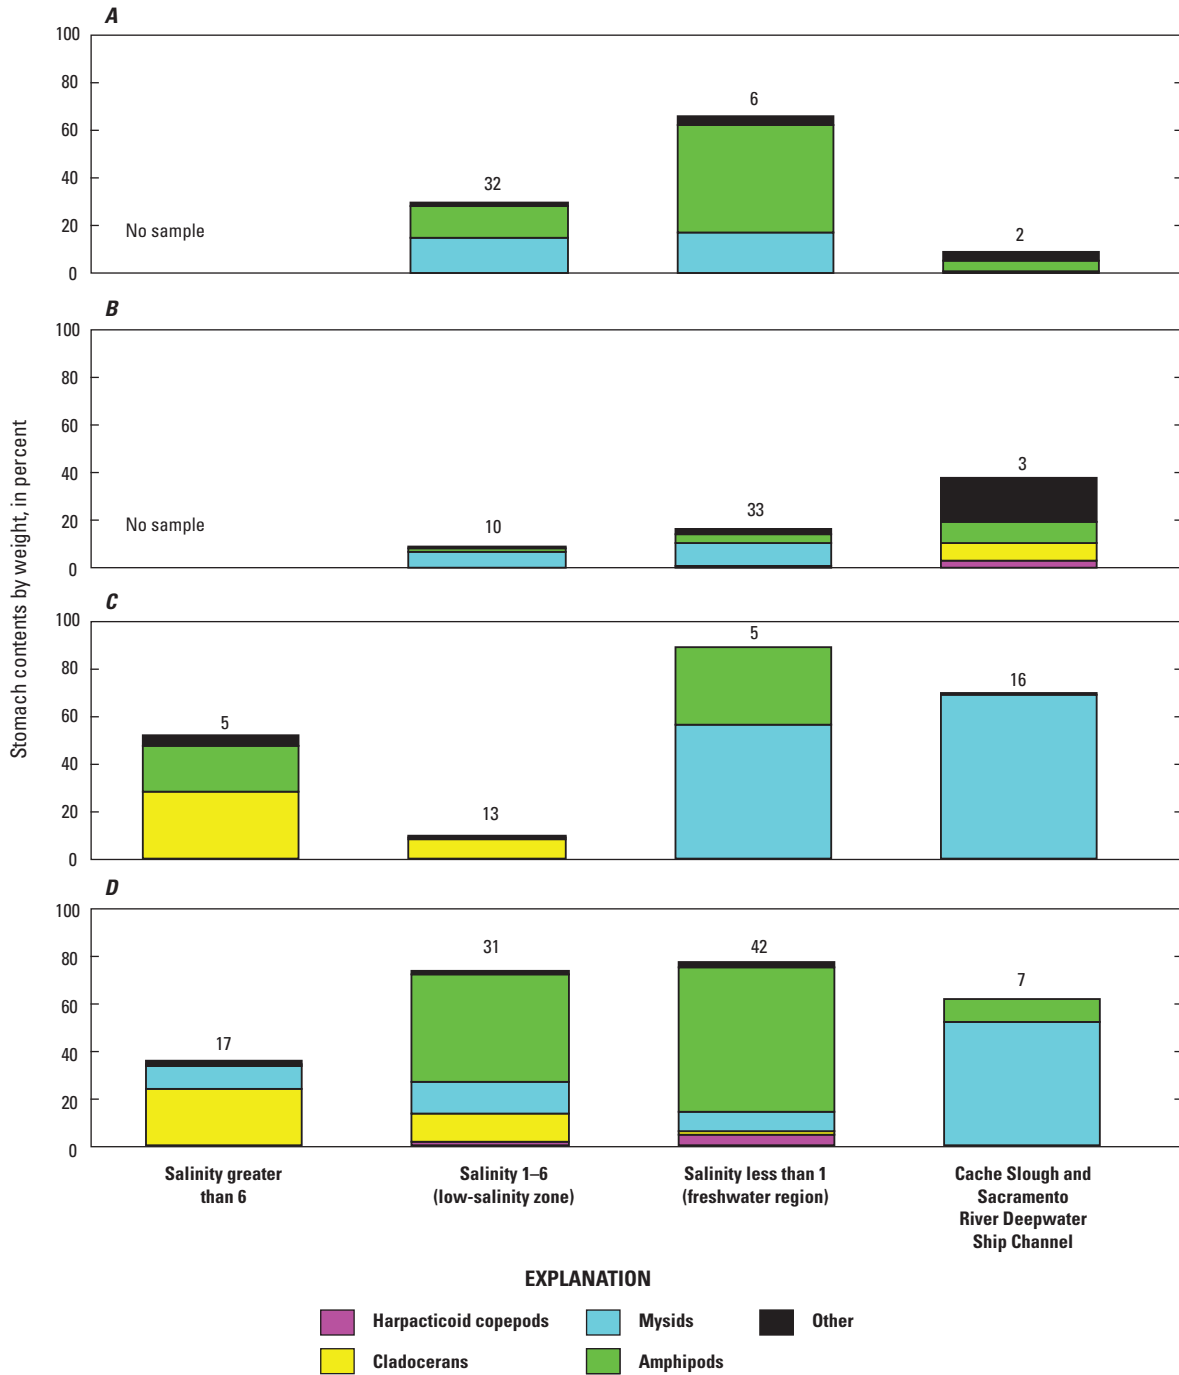 A
100
80
60
40
20
0
No sample
32
6
2
B
100
80
60
40
20
0
No sample
10
33
3
Stomach contents by weight, in percent
C
100
80
60
40
20
0
5
13
5
16
D
100
80
60
40
20
0
17
31
42
7
Salinity greater
than 6
Salinity 1–6
(low-salinity zone)
Salinity less than 1
(freshwater region)
Cache Slough and
Sacramento
River Deepwater
Ship Channel
EXPLANATION
Harpacticoid copepods
Mysids
Other
Cladocerans
Amphipods